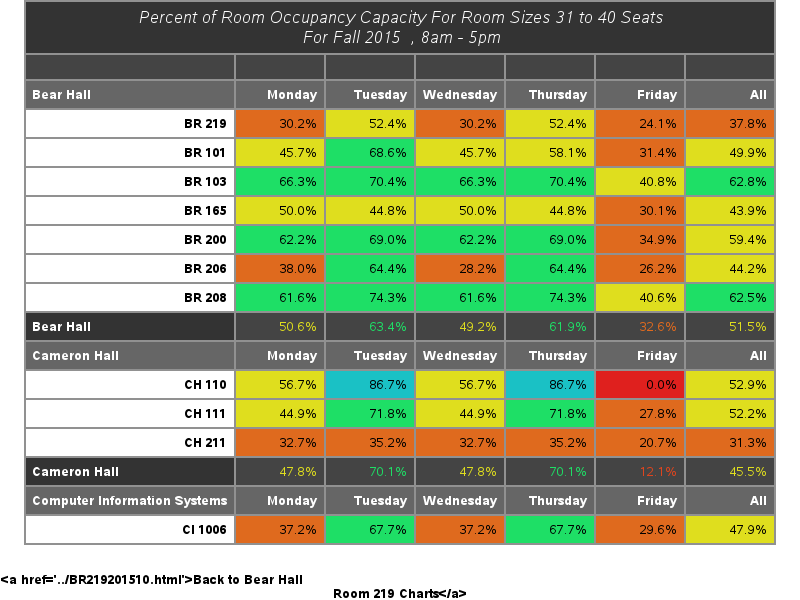 Percent of Room Occupancy Capacity For Room Sizes 31 to 40 Seats
For Fall 2015 , 8am - 5pm
Bear Hall Monday Tuesday Wednesday Thursday Friday All
BR 219 30.2% 52.4% 30.2% 52.4% 24.1% 37.8%
BR 101 45.7% 68.6% 45.7% 58.1% 31.4% 49.9%
BR 103 66.3% 70.4% 66.3% 70.4% 40.8% 62.8%
BR 165 50.0% 44.8% 50.0% 44.8% 30.1% 43.9%
BR 200 62.2% 69.0% 62.2% 69.0% 34.9% 59.4%
BR 206 38.0% 64.4% 28.2% 64.4% 26.2% 44.2%
BR 208 61.6% 74.3% 61.6% 74.3% 40.6% 62.5%
Bear Hall 50.6% 63.4% 49.2% 61.9% 32.6% 51.5%
Cameron Hall Monday Tuesday Wednesday Thursday Friday All
CH 110 56.7% 86.7% 56.7% 86.7% 0.0% 52.9%
CH 111 44.9% 71.8% 44.9% 71.8% 27.8% 52.2%
CH 211 32.7% 35.2% 32.7% 35.2% 20.7% 31.3%
Cameron Hall 47.8% 70.1% 47.8% 70.1% 12.1% 45.5%
Computer Information Systems Monday Tuesday Wednesday Thursday Friday All
CI 1006 37.2% 67.7% 37.2% 67.7% 29.6% 47.9%
<a href='../BR219201510.html'>Back to Bear Hall
Room 219 Charts</a>